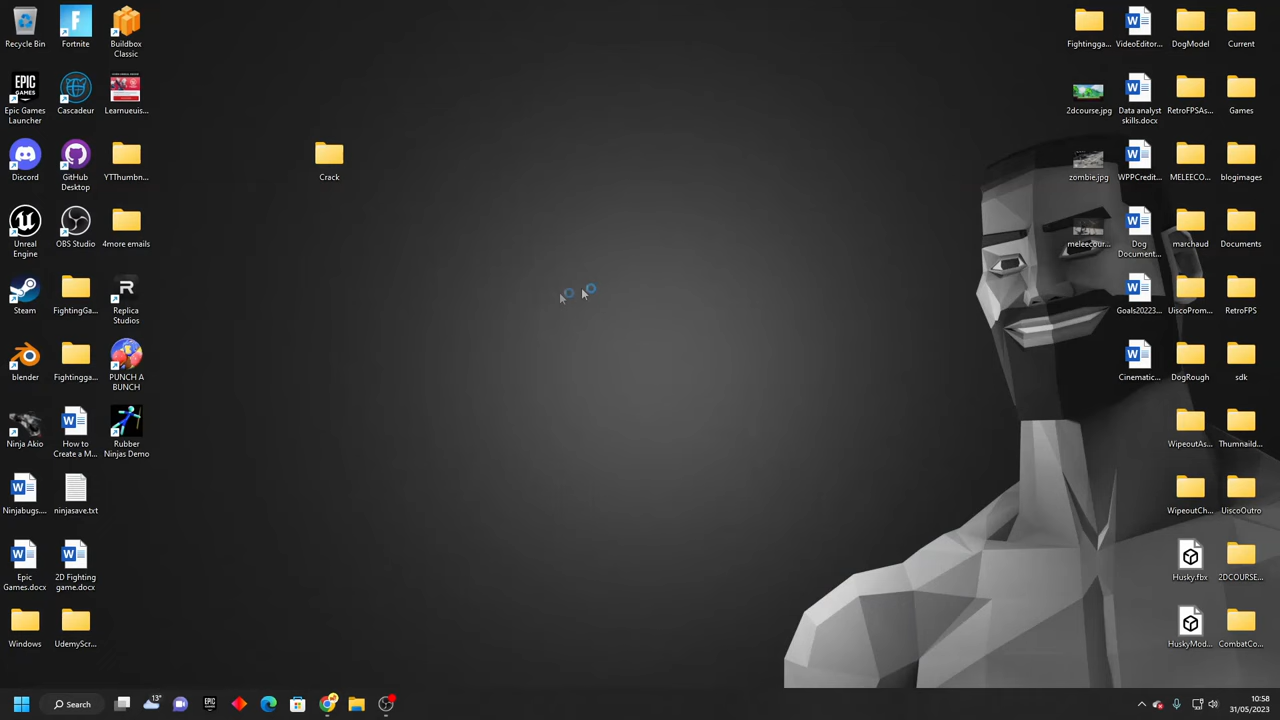 Recycle Bin
Fortnite
Buildbox
Classic
EPIC
GAMES
Epic Games
Launcher
Cascadeur
Learnueuis...
Discord
GitHub
Desktop
YTThumbn...
Unreal
Engine
OBS Studio
4more emails
Steam
FightingGa...
Replica
Studios
blender
Fightingga...
PUNCH A
BUNCH
Ninja Akio
How to
Create a M...
Rubber
Ninjas Demo
Ninjabugs....
ninjasave.txt
Epic
Games.docx
2D Fighting
game.docx
Windows
UdemyScr...
Crack
Fightingga...
VideoEditor...
DogModel
Current
2dcourse.jpg
Data analyst
skills.docx
RetroFPSAs...
Games
zombie.jpg
WPPCredit...
MELEECO...
blogimages
meleecour...
Dog
Document...
marchaud
Documents
Goals20223...
UiscoProm...
RetroFPS
Cinematic...
DogRough
sdk
WipeoutAs...
Thumnaild...
WipeoutCh...
UiscoOutro
Husky.fbx
2DCOURSE...
HuskyMod...
CombatCo...
Search
13°
EPIC
10:58
31/05/2023